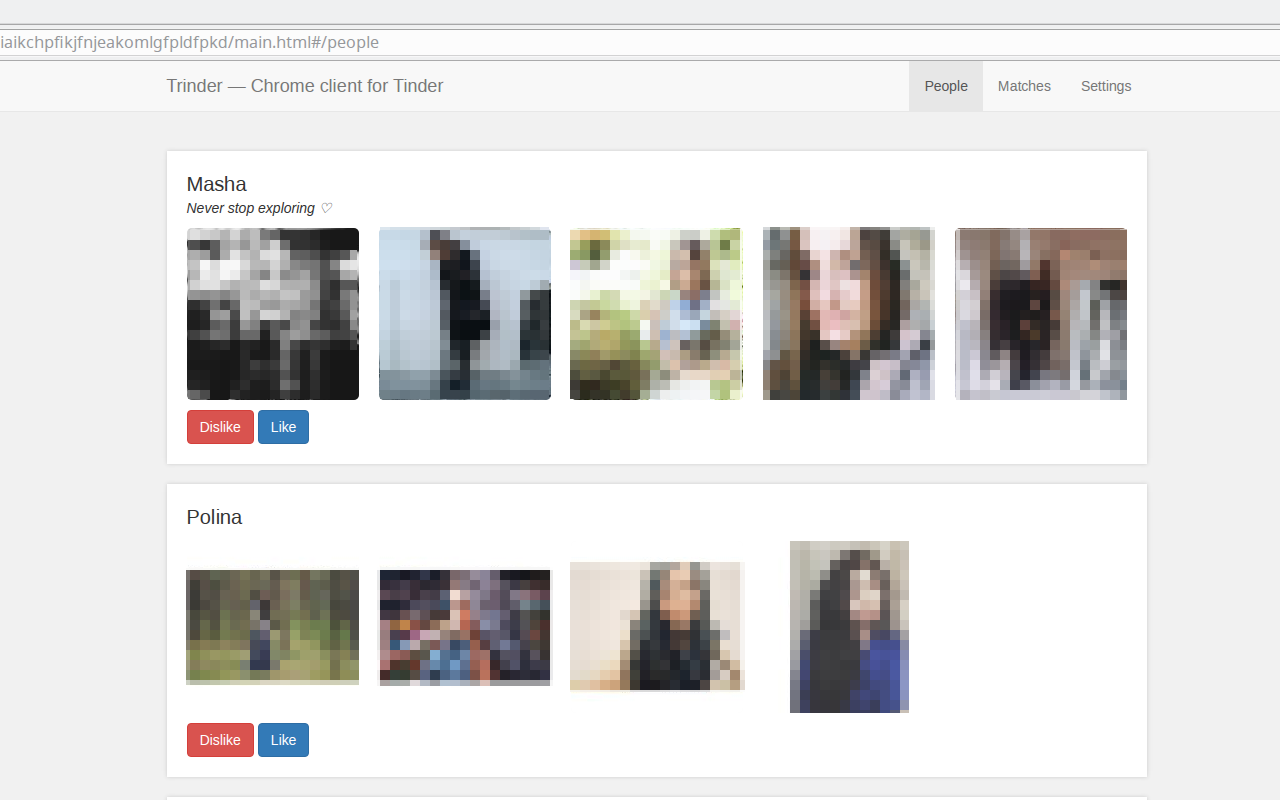 iaikchpfikjfnjeakomlgfpldfpkd/main.html#/people
Trinder — Chrome client for Tinder People Matches Settings
Masha
Never stop exploring ♡
Dislike Like
Polina
Dislike Like